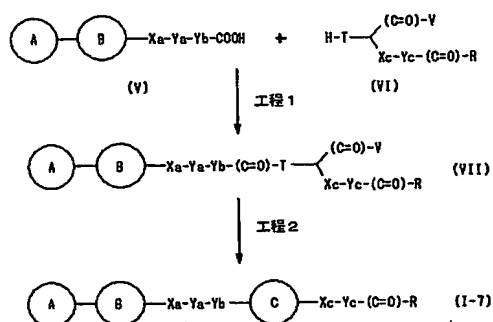 (C=O)-V
A B Xa-Ya-Yb-COOH + H-T
Xc-Yc-(C=O)-R
(V) (VI)
工程1
(C=O)-V
A B Xa-Ya-Yb-(C=O)-T (VII)
Xc-Yc-(C=O)-R
工程2
A B Xa-Ya-Yb C Xc-Yc-(C=O)-R (I-7)